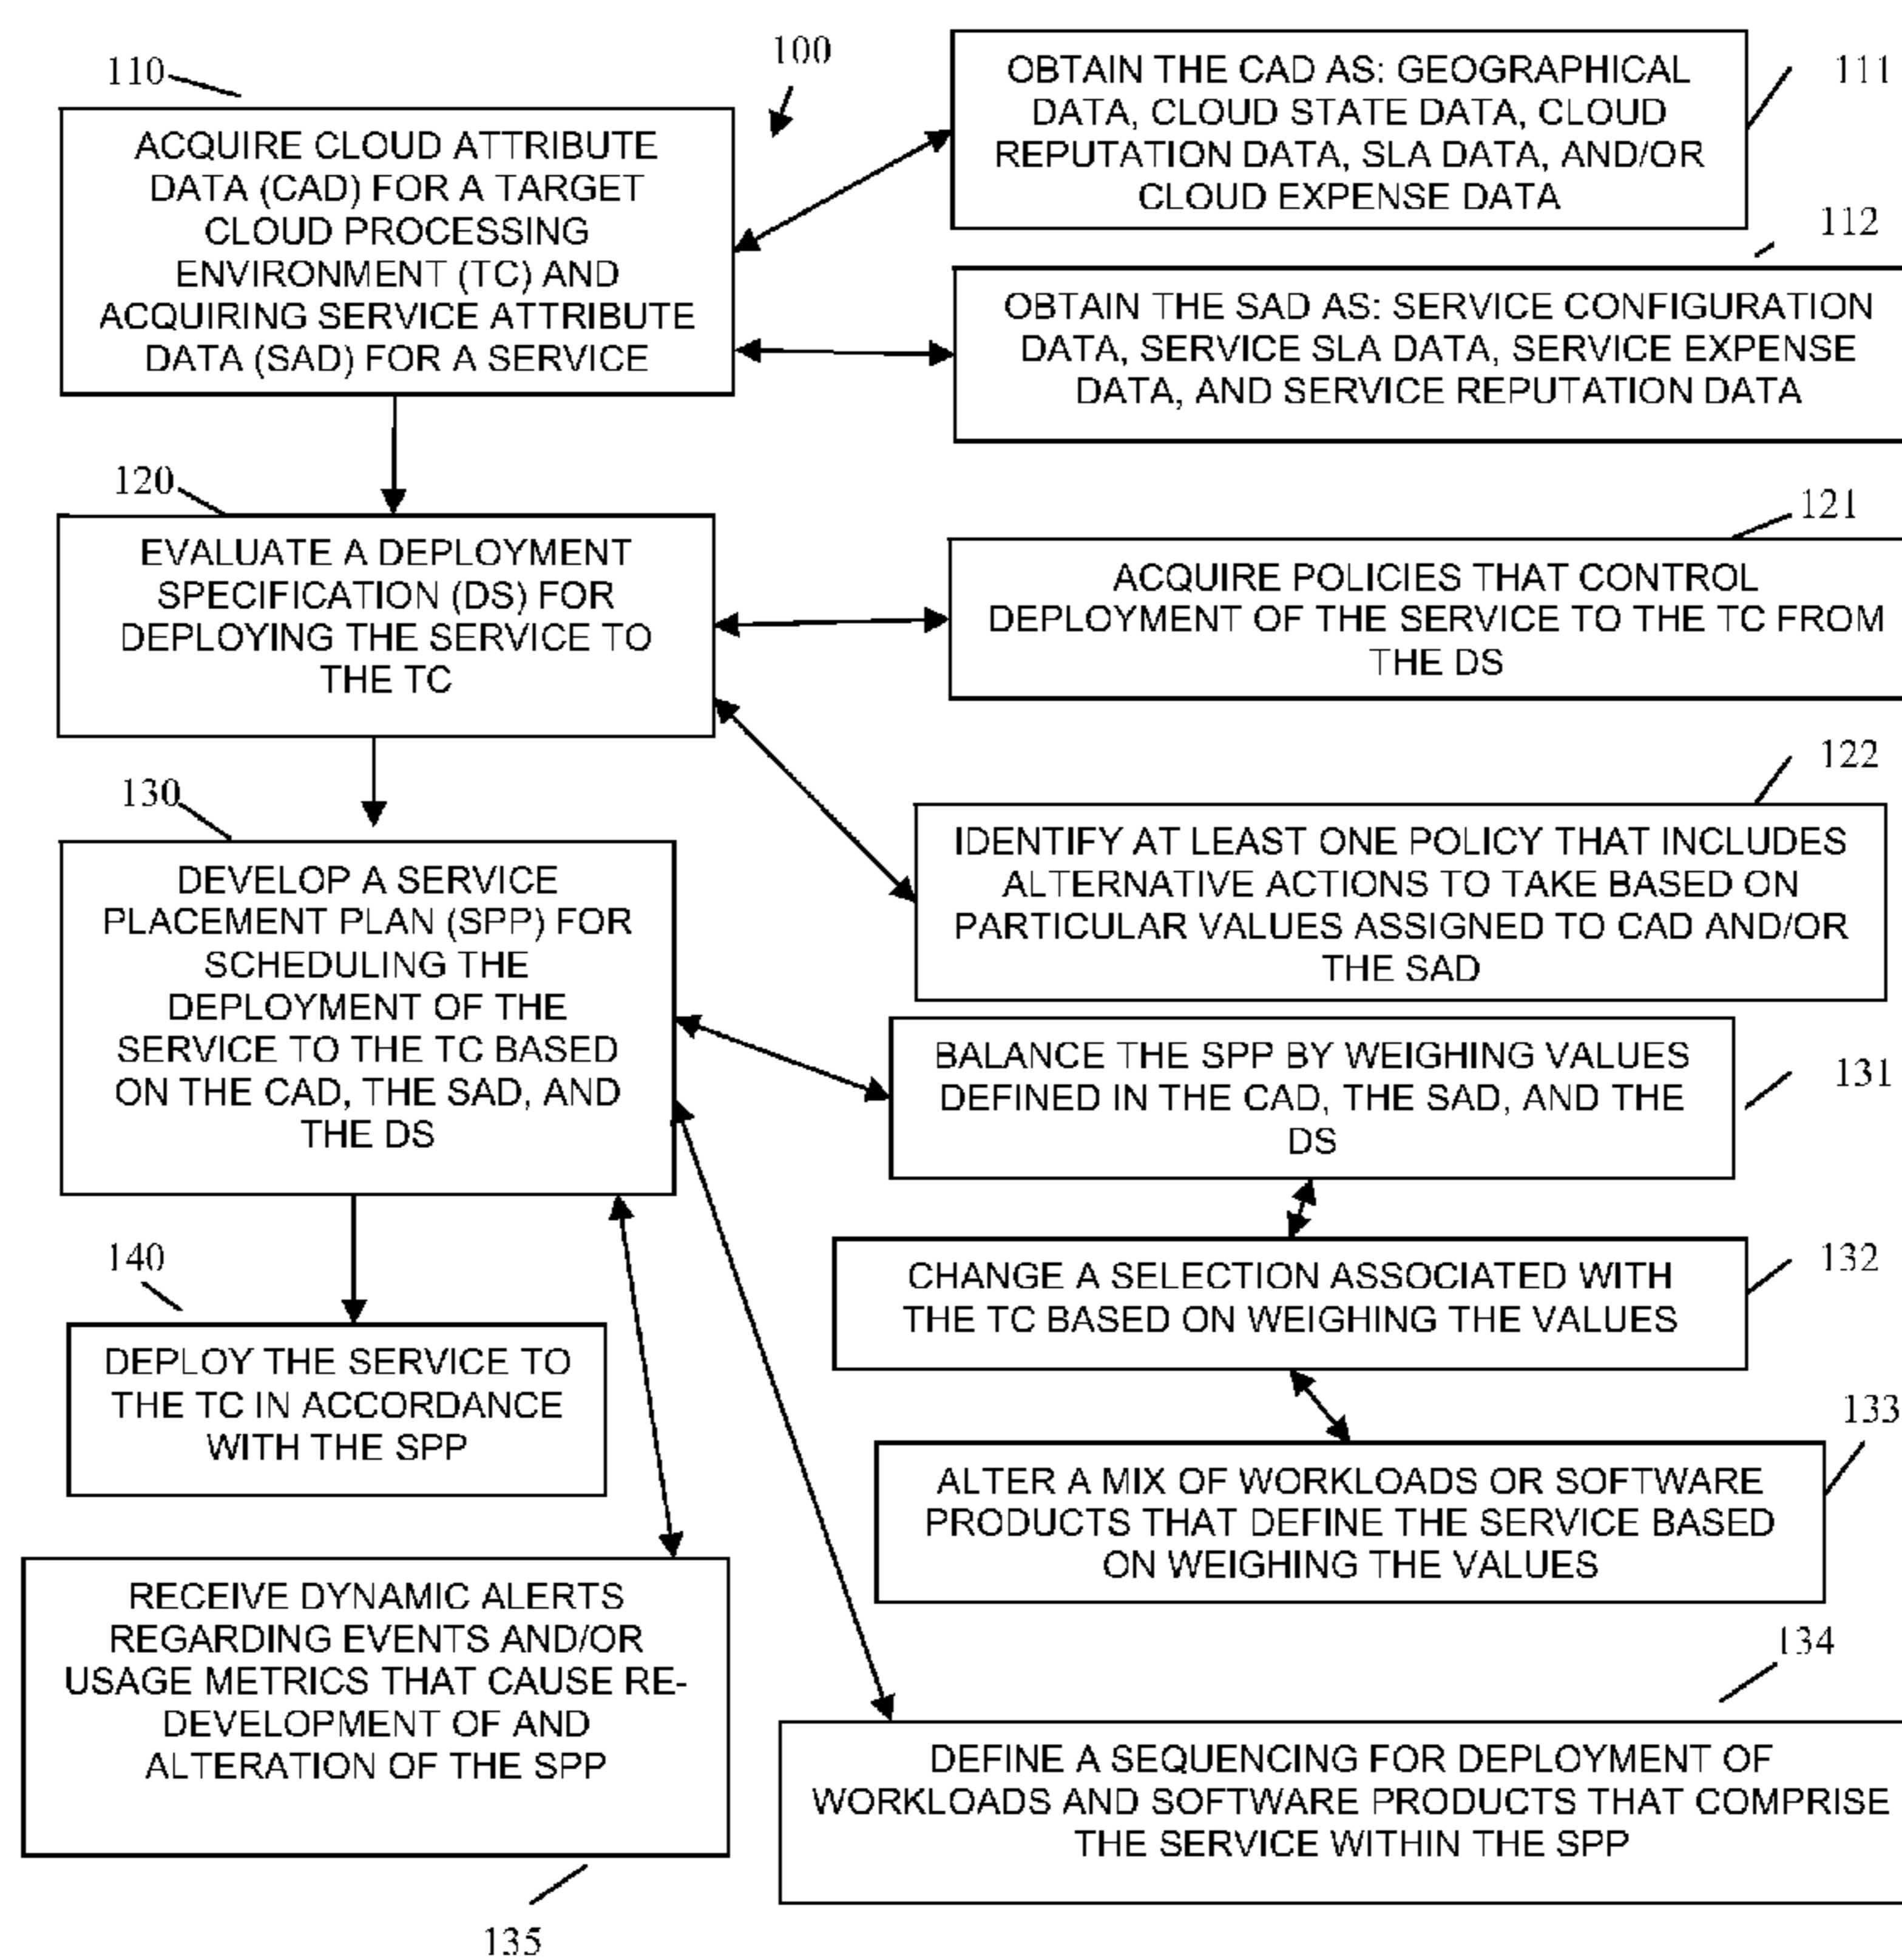 100
110
ACQUIRE CLOUD ATTRIBUTE
DATA (CAD) FOR A TARGET
CLOUD PROCESSING
ENVIRONMENT (TC) AND
ACQUIRING SERVICE ATTRIBUTE
DATA (SAD) FOR A SERVICE
111
OBTAIN THE CAD AS: GEOGRAPHICAL
DATA, CLOUD STATE DATA, CLOUD
REPUTATION DATA, SLA DATA, AND/OR
CLOUD EXPENSE DATA
112
OBTAIN THE SAD AS: SERVICE CONFIGURATION
DATA, SERVICE SLA DATA, SERVICE EXPENSE
DATA, AND SERVICE REPUTATION DATA
120
EVALUATE A DEPLOYMENT
SPECIFICATION (DS) FOR
DEPLOYING THE SERVICE TO
THE TC
121
ACQUIRE POLICIES THAT CONTROL
DEPLOYMENT OF THE SERVICE TO THE TC FROM
THE DS
122
IDENTIFY AT LEAST ONE POLICY THAT INCLUDES
ALTERNATIVE ACTIONS TO TAKE BASED ON
PARTICULAR VALUES ASSIGNED TO CAD AND/OR
THE SAD
130
DEVELOP A SERVICE
PLACEMENT PLAN (SPP) FOR
SCHEDULING THE
DEPLOYMENT OF THE
SERVICE TO THE TC BASED
ON THE CAD, THE SAD, AND
THE DS
131
BALANCE THE SPP BY WEIGHING VALUES
DEFINED IN THE CAD, THE SAD, AND THE
DS
132
CHANGE A SELECTION ASSOCIATED WITH
THE TC BASED ON WEIGHING THE VALUES
133
ALTER A MIX OF WORKLOADS OR SOFTWARE
PRODUCTS THAT DEFINE THE SERVICE BASED
ON WEIGHING THE VALUES
134
DEFINE A SEQUENCING FOR DEPLOYMENT OF
WORKLOADS AND SOFTWARE PRODUCTS THAT COMPRISE
THE SERVICE WITHIN THE SPP
140
DEPLOY THE SERVICE TO
THE TC IN ACCORDANCE
WITH THE SPP
RECEIVE DYNAMIC ALERTS
REGARDING EVENTS AND/OR
USAGE METRICS THAT CAUSE RE-
DEVELOPMENT OF AND
ALTERATION OF THE SPP
135